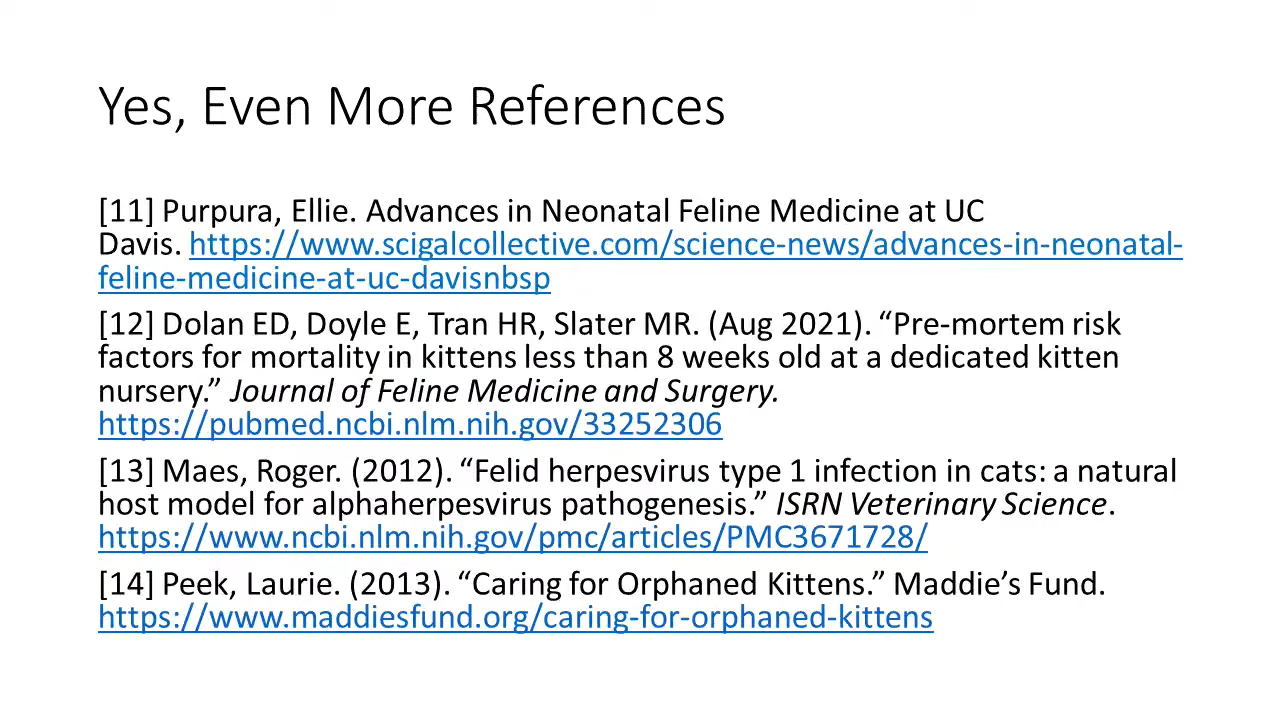 Yes, Even More References
[11] Purpura, Ellie. Advances in Neonatal Feline Medicine at UC
Davis. https://www.scigalcollective.com/science-news/advances-in-neonatal-
feline-medicine-at-uc-davisnbsp
[12] Dolan ED, Doyle E, Tran HR, Slater MR. (Aug 2021). “Pre-mortem risk
factors for mortality in kittens less than 8 weeks old at a dedicated kitten
nursery.” Journal of Feline Medicine and Surgery.
https://pubmed.ncbi.nlm.nih.gov/33252306
[13] Maes, Roger. (2012). “Felid herpesvirus type 1 infection in cats: a natural
host model for alphaherpesvirus pathogenesis.” ISRN Veterinary Science.
https://www.ncbi.nlm.nih.gov/pmc/articles/PMC3671728/
[14] Peek, Laurie. (2013). “Caring for Orphaned Kittens.” Maddie’s Fund.
https://www.maddiesfund.org/caring-for-orphaned-kittens